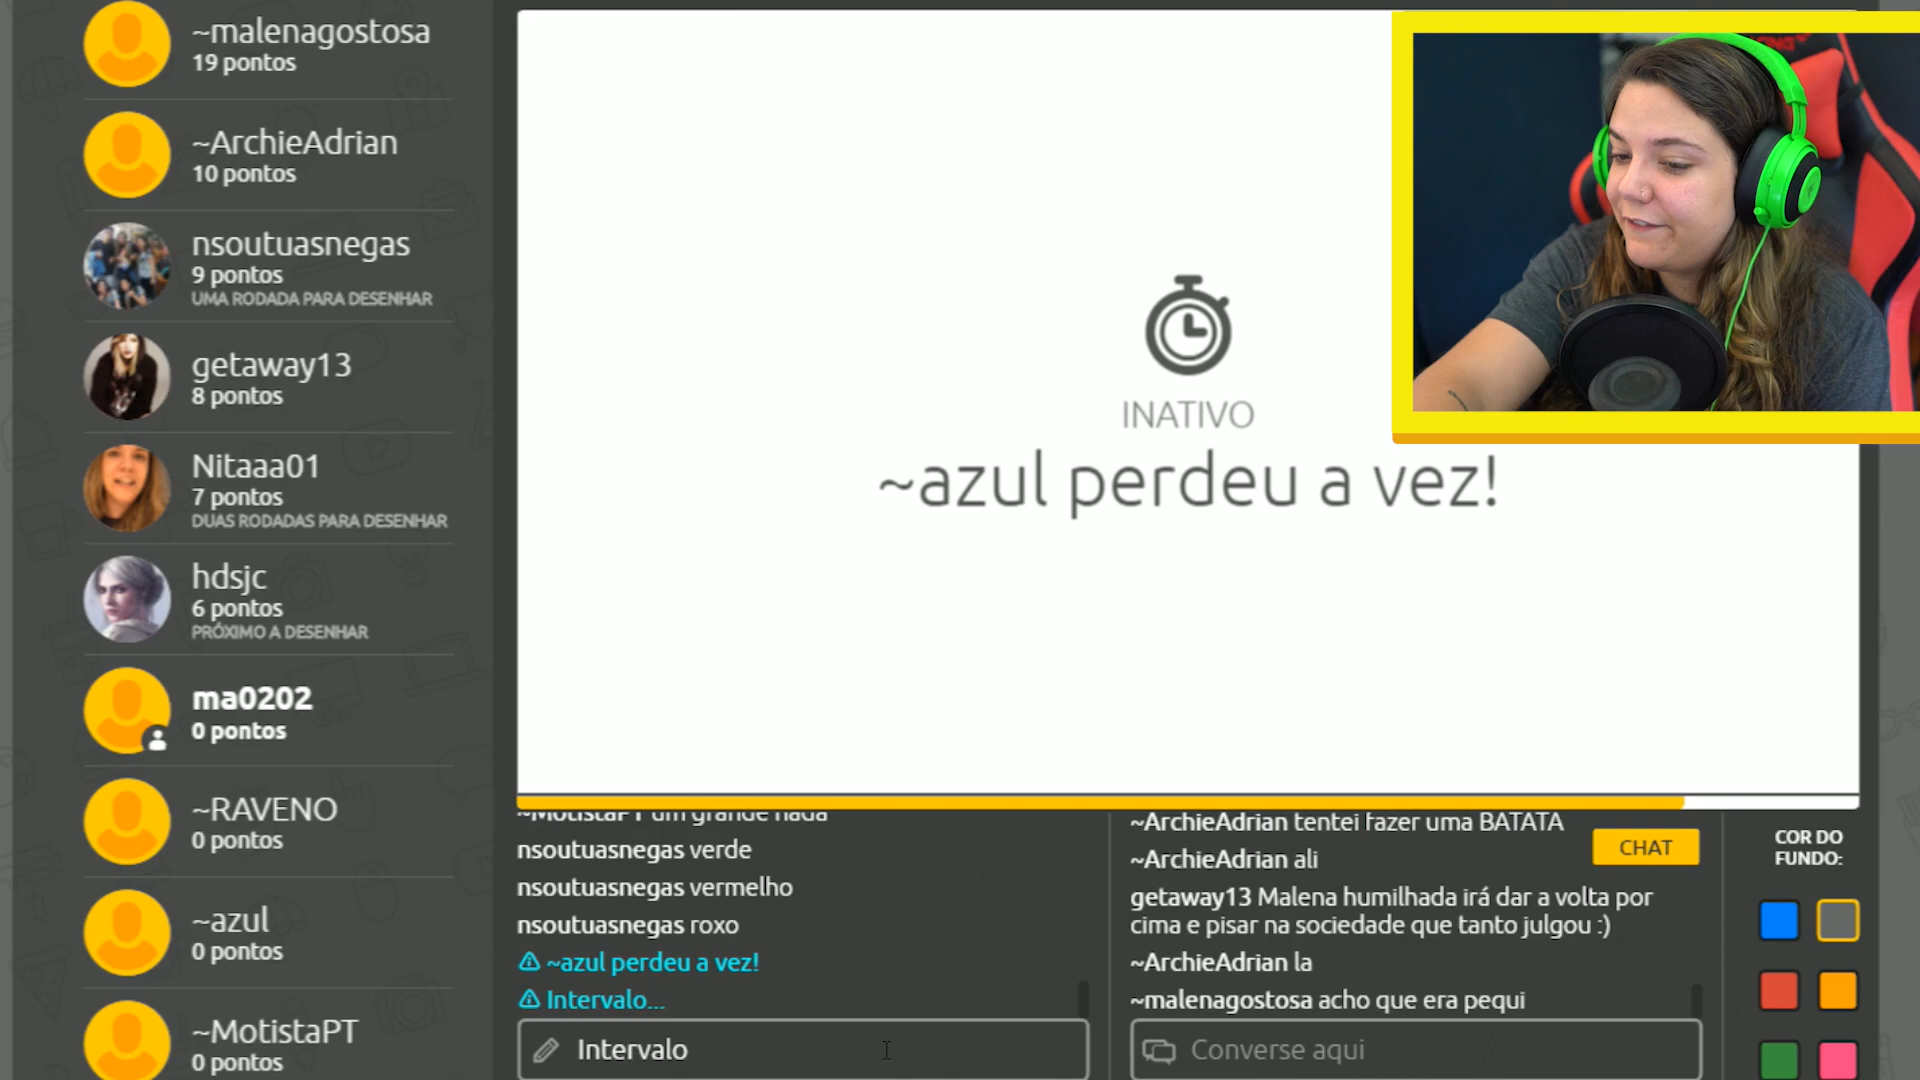 ~malenagostosa
19 pontos
~ArchieAdrian
10 pontos
nsoutuasnegas
9 pontos
UMA RODADA PARA DESENHAR
getaway13
8 pontos
Nitaaa01
7 pontos
DUAS RODADAS PARA DESENHAR
hdsjc
6 pontos
PRÓXIMO A DESENHAR
ma0202
0 pontos
~RAVENO
0 pontos
~azul
0 pontos
~MotistaPT
0 pontos
INATIVO
~azul perdeu a vez!
~MotistaPT um grande nada
nsoutuasnegas verde
nsoutuasnegas vermelho
nsoutuasnegas roxo
~azul perdeu a vez!
Intervalo...
Intervalo
~ArchieAdrian tentei fazer uma BATATA
~ArchieAdrian ali
getaway13 Malena humilhada irá dar a volta por
cima e pisar na sociedade que tanto julgou :)
~ArchieAdrian la
~malenagostosa acho que era pequi
Converse aqui
CHAT
COR DO
FUNDO: